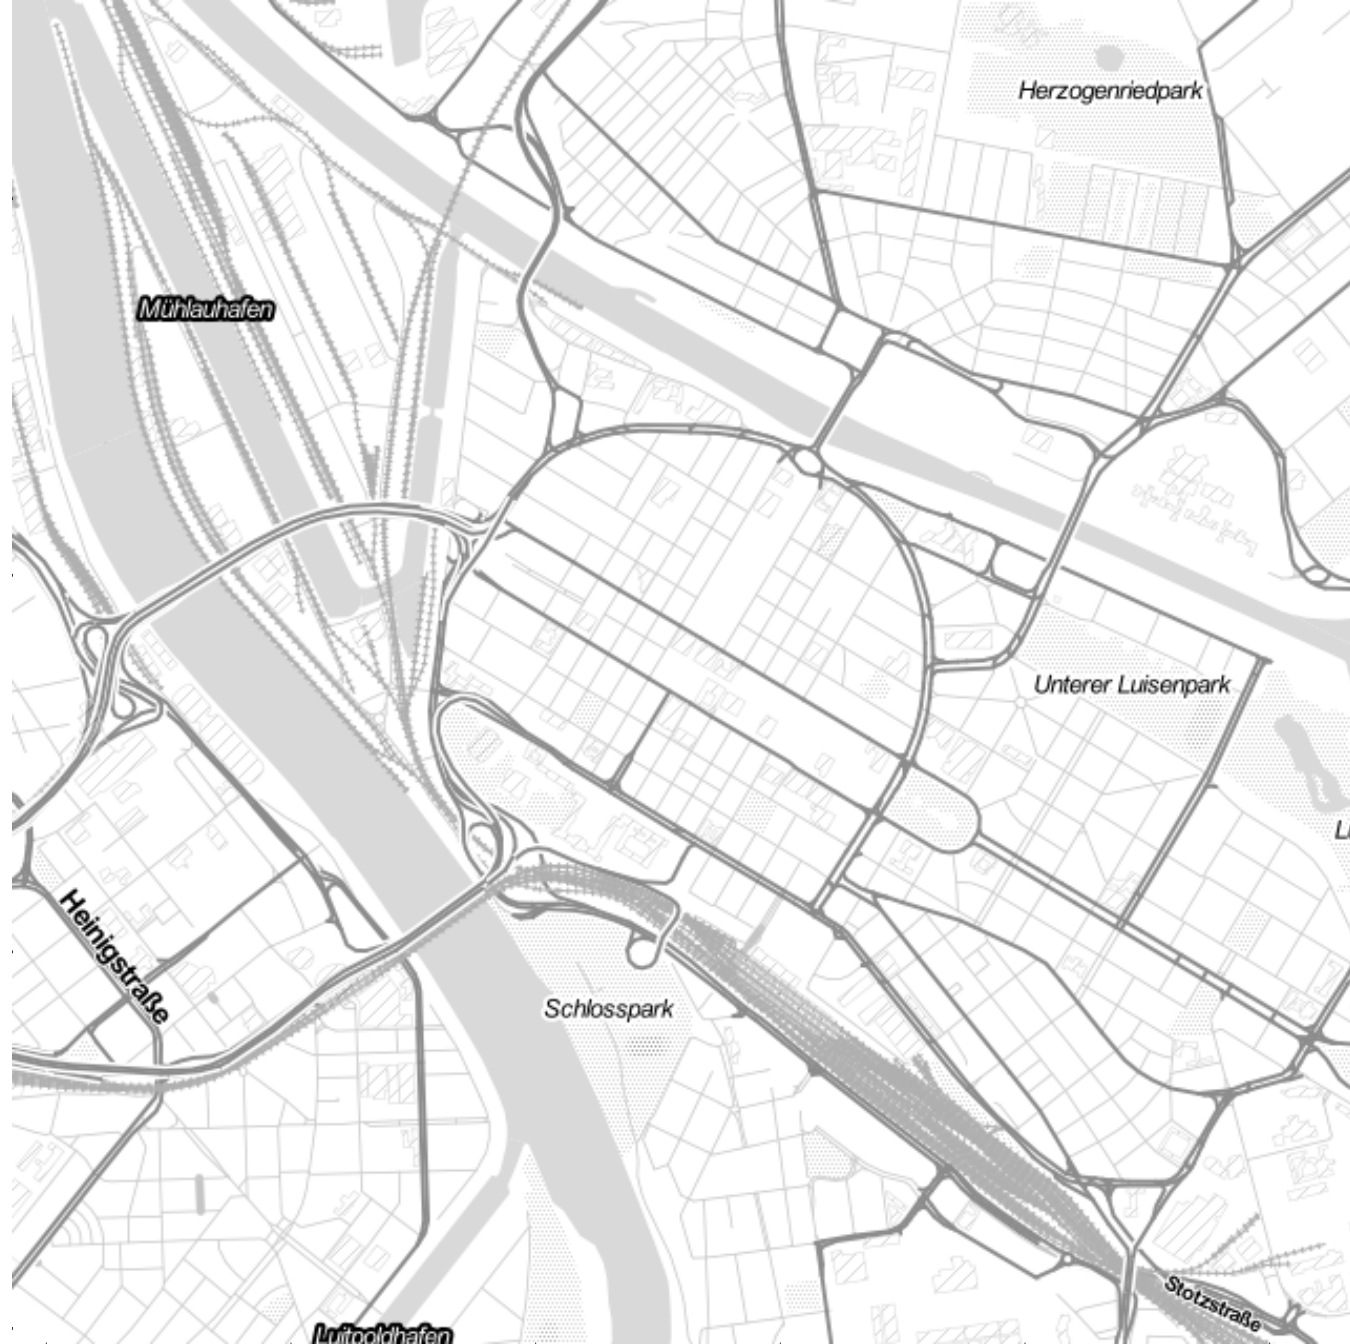 Herzogenriedpark
Mühlauhafen
Unterer Luisenpark
L
Heinigstraße
Schlosspark
Stotzstraße
Luitpoldhafen